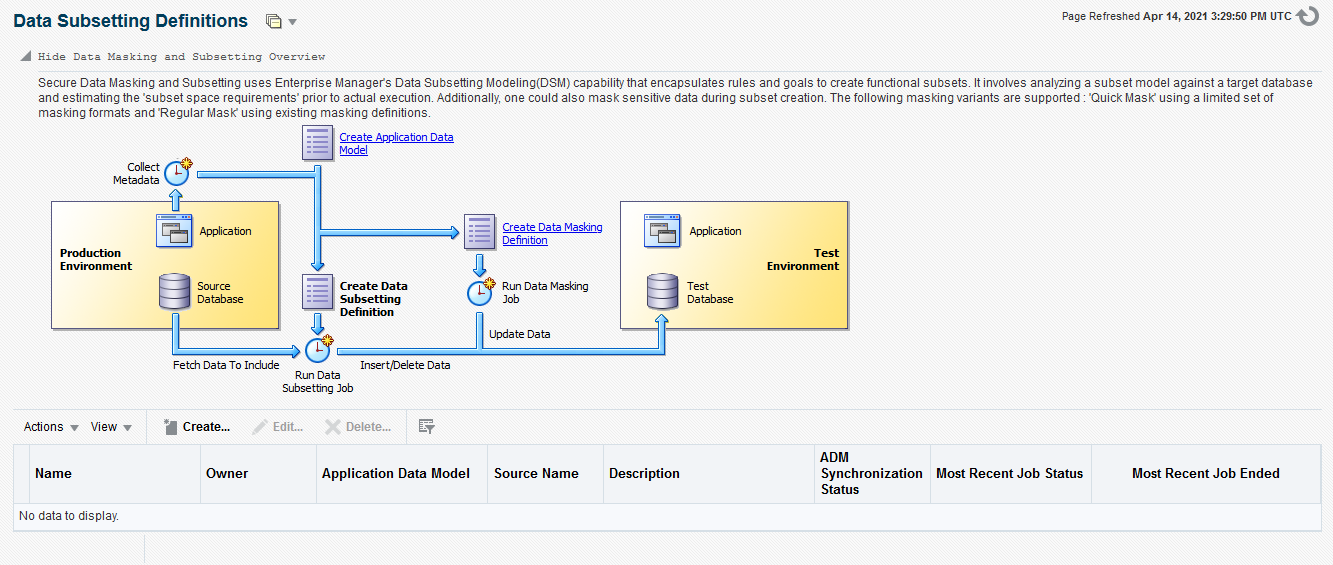 Data Subsetting Definitions
Page Refreshed Apr 14, 2021 3:29:50 PM UTC
Hide Data Masking and Subsetting Overview
Secure Data Masking and Subsetting uses Enterprise Manager's Data Subsetting Modeling(DSM) capability that encapsulates rules and goals to create functional subsets. It involves analyzing a subset model against a target database
and estimating the 'subset space requirements' prior to actual execution. Additionally, one could also mask sensitive data during subset creation. The following masking variants are supported : 'Quick Mask' using a limited set of
masking formats and 'Regular Mask' using existing masking definitions.
Create Application Data
Model
Collect
Metadata
Production
Environment
Application
Source
Database
Create Data Masking
Definition
Create Data
Subsetting
Definition
Run Data Masking
Job
Application
Test
Environment
Test
Database
Update Data
Fetch Data To Include
Run Data
Subsetting Job
Insert/Delete Data
Actions View Create... Edit... Delete...
Name Owner Application Data Model Source Name Description ADM
Synchronization
Status Most Recent Job Status Most Recent Job Ended
No data to display.